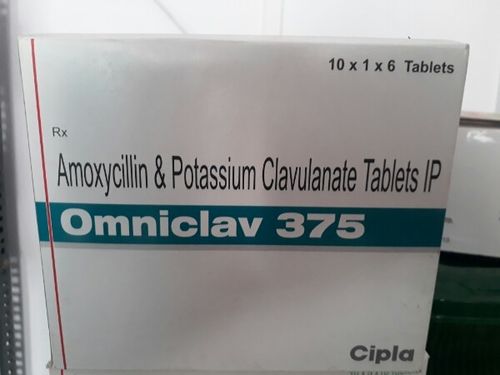 10 x 1 x 6 Tablets
Rx
Amoxycillin & Potassium Clavulanate Tablets IP
Omniclav 375
Cipla